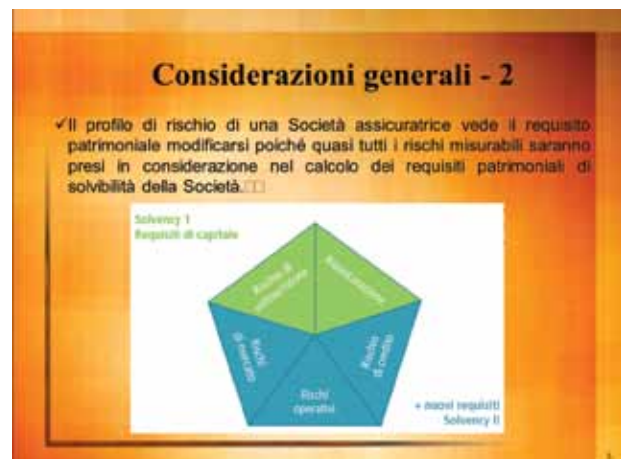 Considerazioni generali - 2
✓Il profilo di rischio di una Società assicuratrice vede il requisito
patrimoniale modificarsi poiché quasi tutti i rischi misurabili saranno
presi in considerazione nel calcolo dei requisiti patrimoniali di
solvibilità della Società.□□
Solvency 1
Requisiti di capitale
Rischio di
sottoscrizione
Riassicurazione
Rischi
di mercato
Rischio
di credito
Rischi
operativi
+ nuovi requisiti
Solvency II